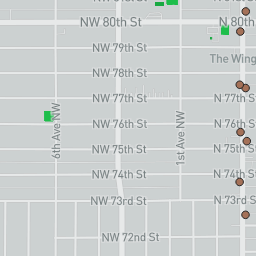 NW 80th St
N 80th
NW 79th St
The Wing
NW 78th St
NW 77th St
N 77th St
NW 76th St
N 76th St
6th Ave NW
1st Ave NW
NW 75th St
N 75th St
NW 74th St
N 74th St
NW 73rd St
N 73rd S
NW 72nd St